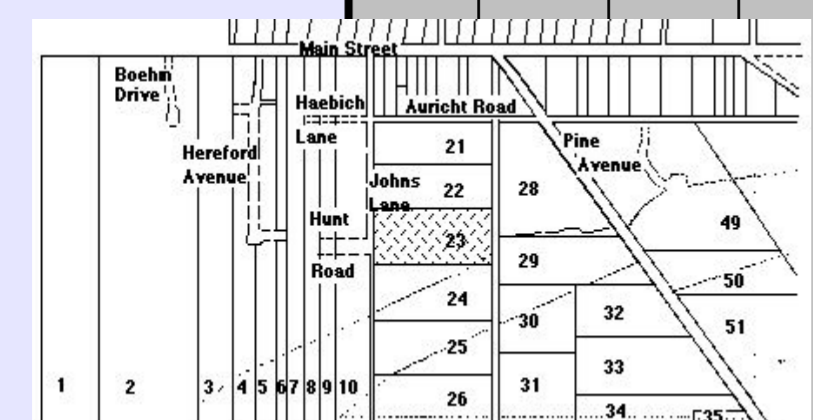 Main Street
Boehm
Drive
Haebich
Lane
Auricht Road
Hereford
Avenue
Pine
Avenue
Johns
Lane
Hunt
Road
21
22
23
24
25
26
28
29
30
31
32
33
34
35
49
50
51
1
2
3
4
5
6
7
8
9
10